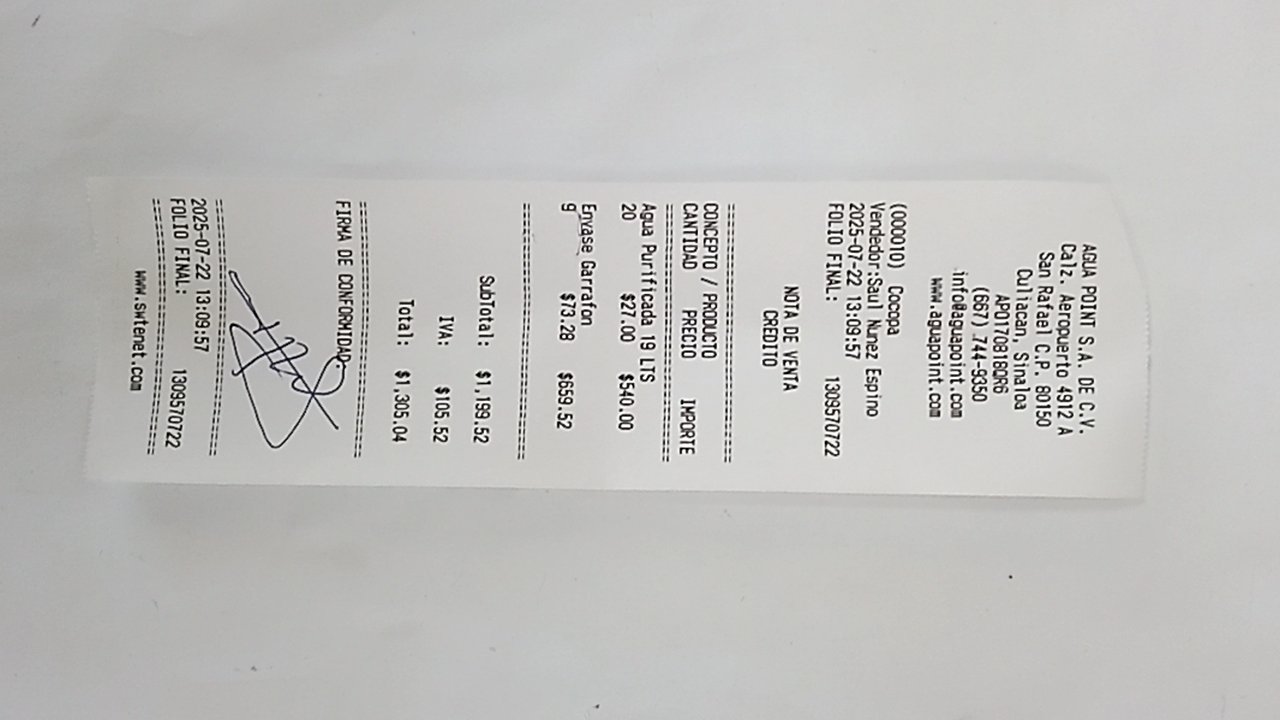 AGUA POINT S.A. DE C.V.
Calz. Aeropuerto 4912 A
San Rafael C.P. 80150
Culiacan, Sinaloa
APO170818QR6
(667) 744-9350
info@aguapoint.com
www.aguapoint.com
(000010) Cocopa
Vendedor:Saul Nunez Espino
2025-07-22 13:09:57
FOLIO FINAL: 1309570722
NOTA DE VENTA
CREDITO
==============================
CONCEPTO / PRODUCTO
CANTIDAD PRECIO IMPORTE
==============================
Agua Purificada 19 LTS
20 $27.00 $540.00
Envase Garrafon
9 $73.28 $659.52
==============================
SubTotal: $1,199.52
IVA: $105.52
Total: $1,305.04
==============================
FIRMA DE CONFORMIDAD:
==============================
2025-07-22 13:09:57
FOLIO FINAL: 1309570722
==============================
www.swtenet.com